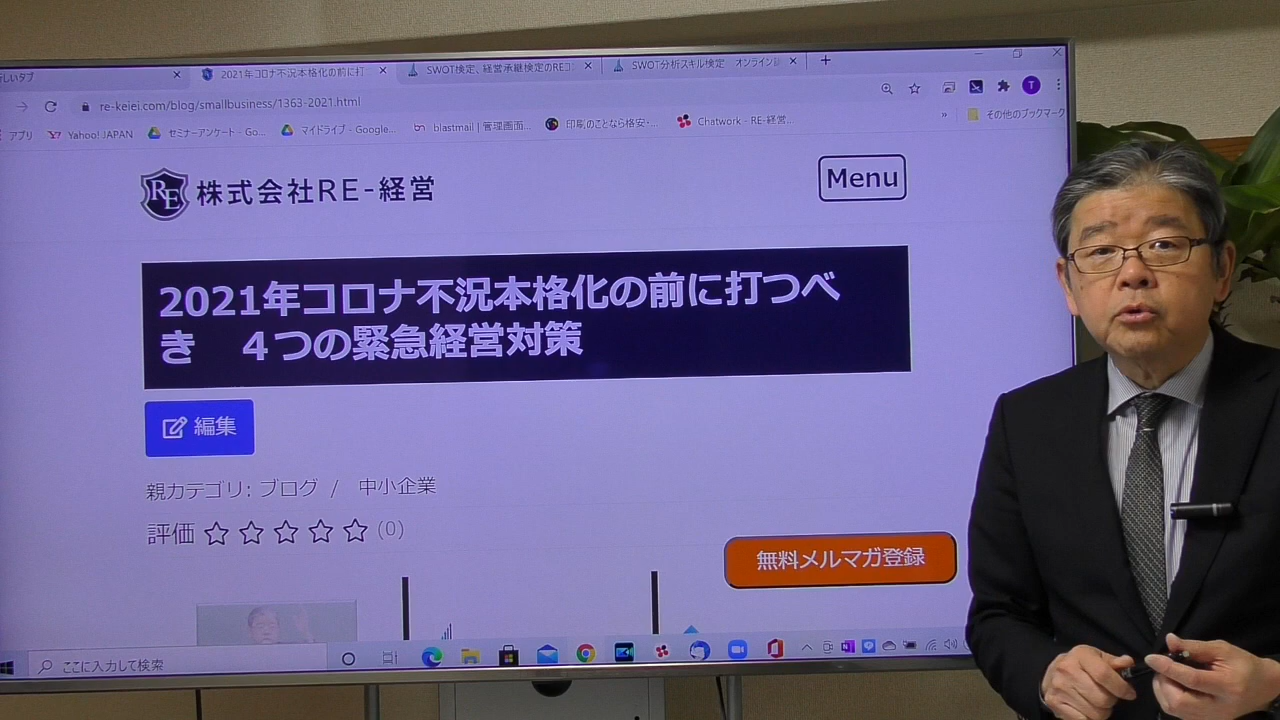 新しいタブ
2021年コロナ不況本格化の前に打
SWOT検定、経営承継検定のREコ
SWOT分析スキル検定 オンライン
re-keiei.com/blog/smallbusiness/1363-2021.html
アプリ
Yahoo! JAPAN
セミナーアンケート - Go...
マイドライブ - Google...
blastmail | 管理画面...
印刷のことなら格安・...
Chatwork - RE-経営...
»
その他のブックマーク
T
RE
株式会社RE-経営
Menu
2021年コロナ不況本格化の前に打つべ
き 4つの緊急経営対策
編集
親カテゴリ: ブログ / 中小企業
評価 ☆☆☆☆☆ (0)
無料メルマガ登録
ここに入力して検索